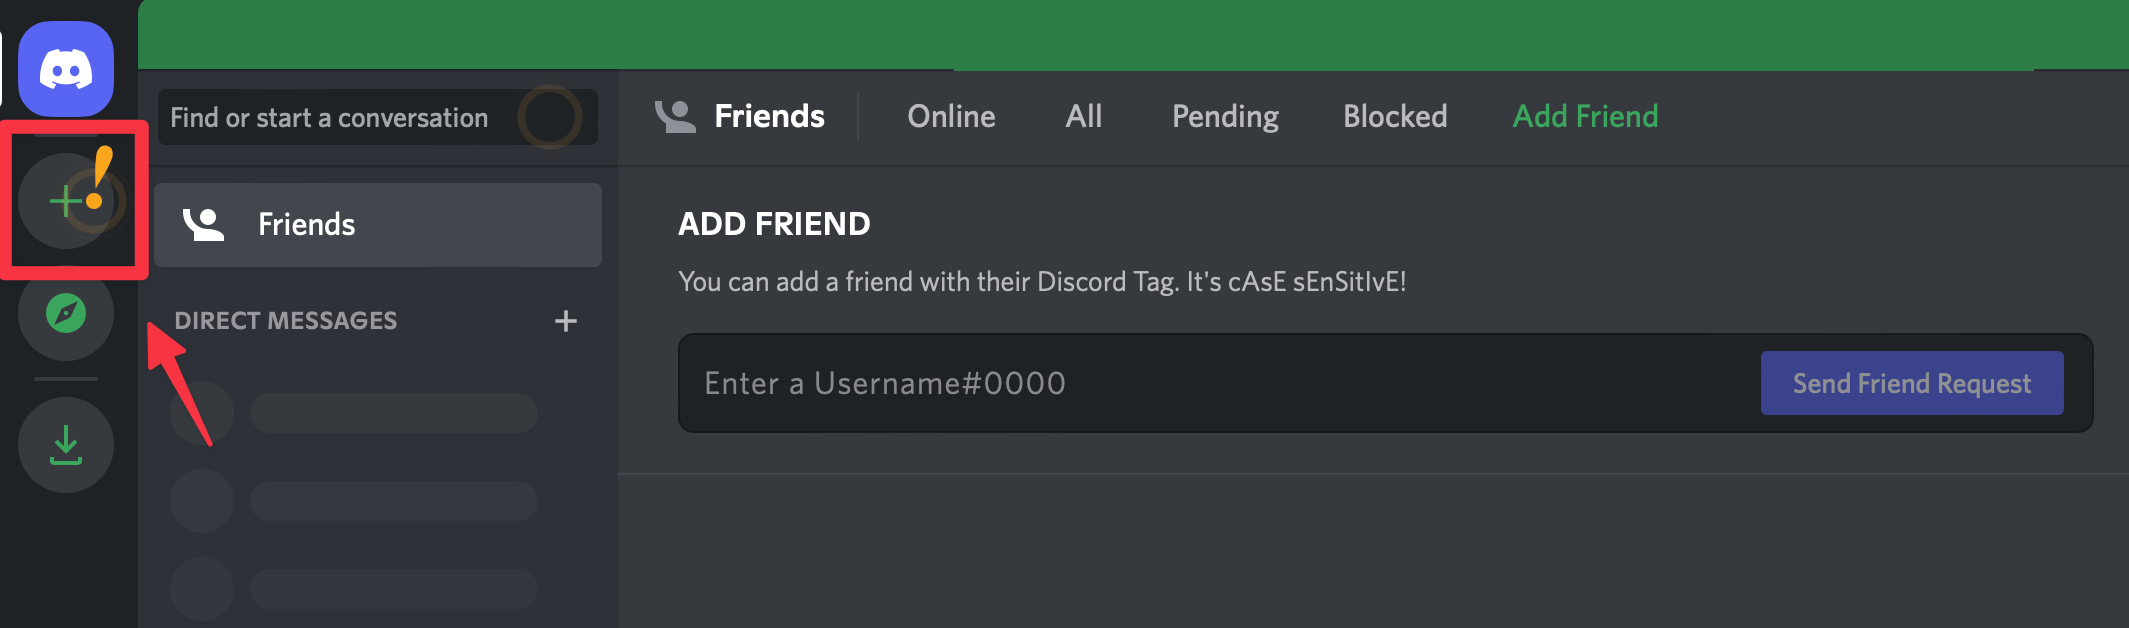 Find or start a conversation
Friends
Online
All
Pending
Blocked
Add Friend
Friends
DIRECT MESSAGES
ADD FRIEND
You can add a friend with their Discord Tag. It's cAsE sEnSitIvE!
Enter a Username#0000
Send Friend Request